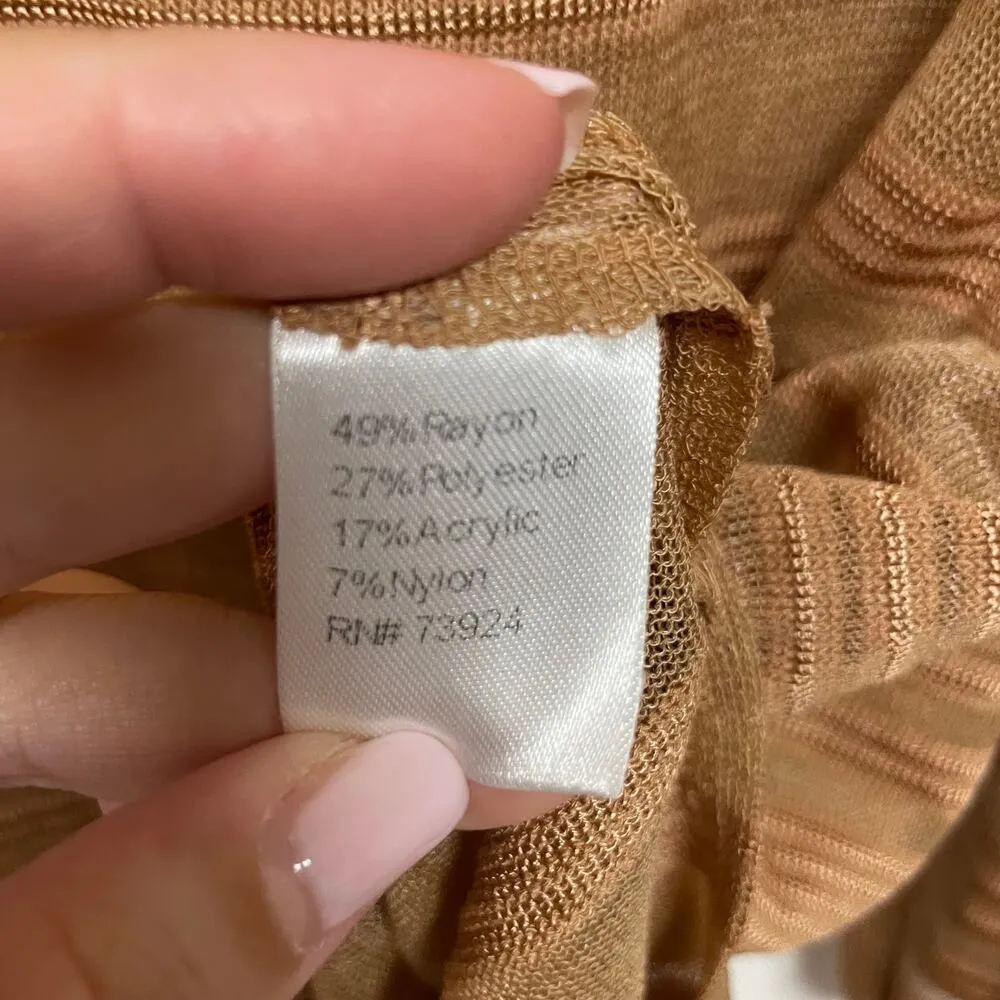 49%Rayon
27%Polyester
17%Acrylic
7%Nylon
RN# 73924